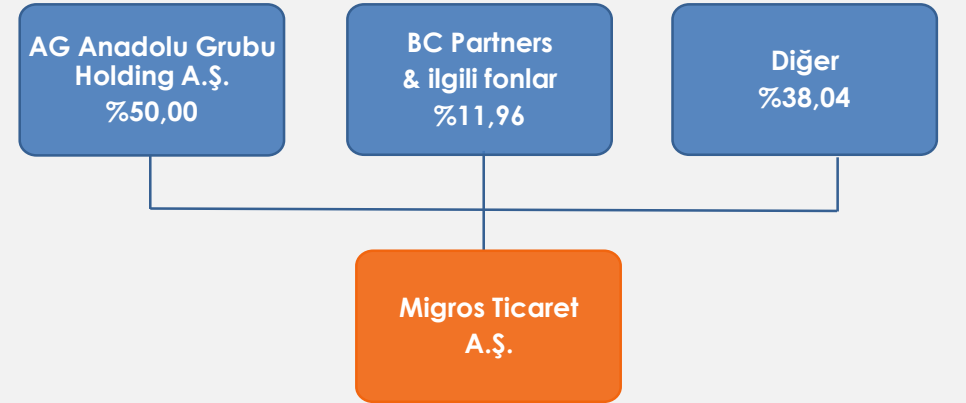 AG Anadolu Grubu
Holding A.Ş.
%50,00
BC Partners
& ilgili fonlar
%11,96
Diğer
%38,04
Migros Ticaret
A.Ş.